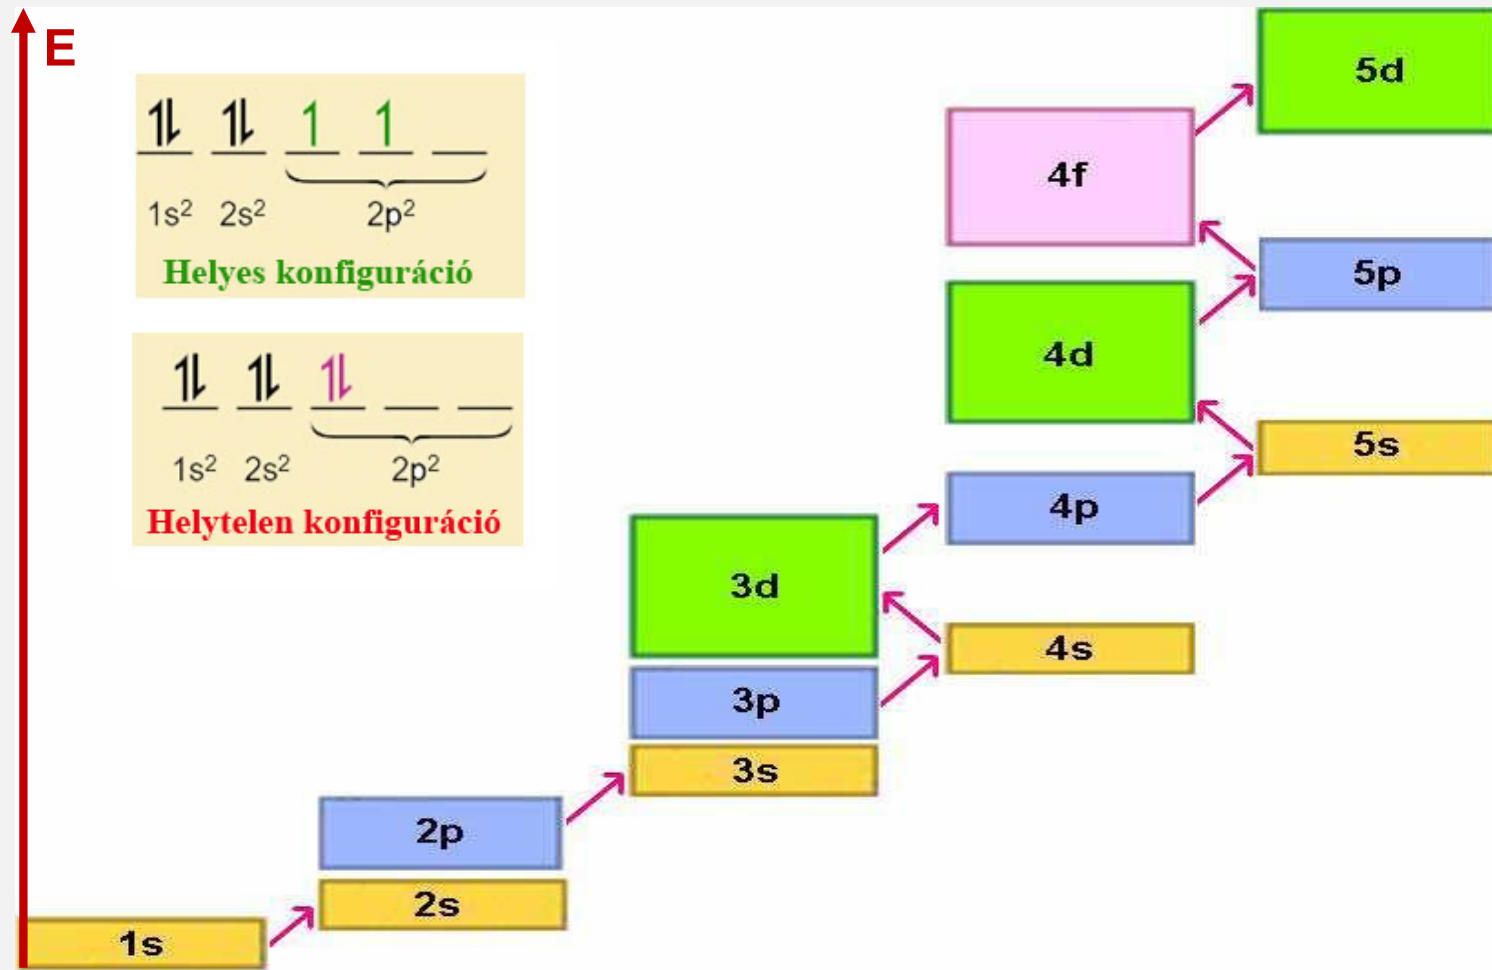 E
1s² 2s² 2p²
Helyes konfiguráció
1s² 2s² 2p²
Helytelen konfiguráció
5d
4f
5p
4d
5s
4p
3d
4s
3p
3s
2p
2s
1s